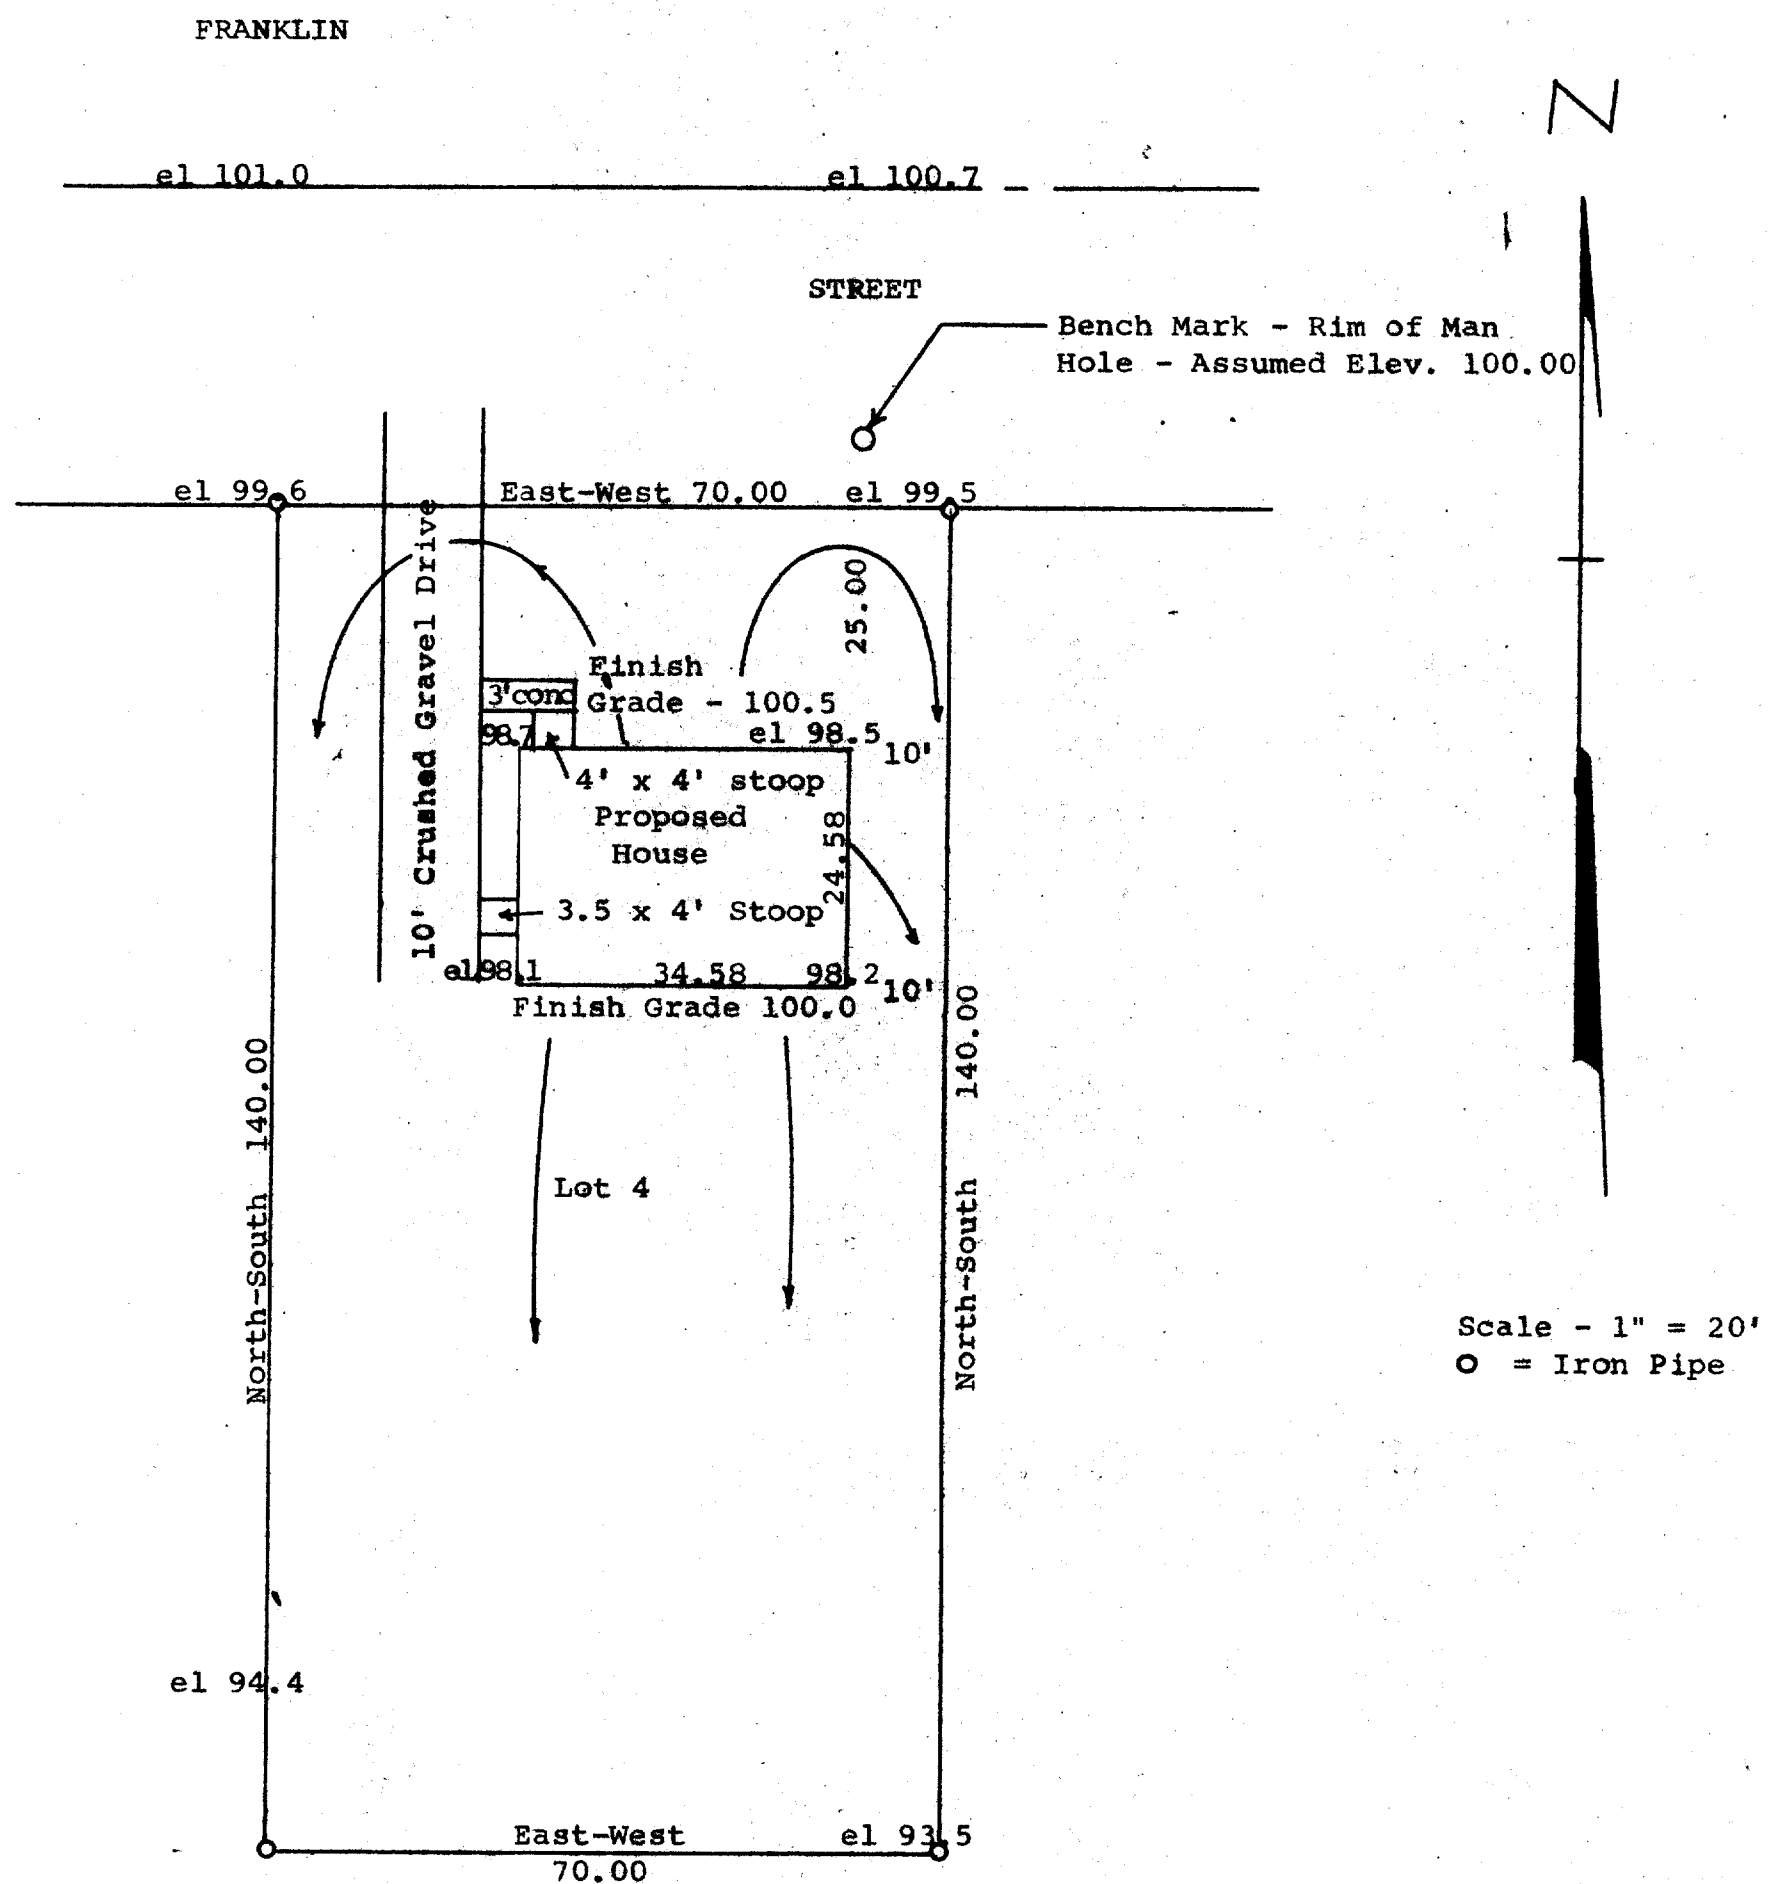 FRANKLIN
N
el 101.0
el 100.7
STREET
Bench Mark - Rim of Man
Hole - Assumed Elev. 100.00
el 99.6
East-West 70.00
el 99.5
10' Crushed Gravel Drive
25.00
Finish
Grade - 100.5
3'conc
98.7
el 98.5
10'
4' x 4' stoop
Proposed
House
24.58
3.5 x 4' Stoop
el 98.1
34.58
98.2
10'
Finish Grade 100.0
North-South 140.00
North-South 140.00
Lot 4
Scale - 1" = 20'
O = Iron Pipe
el 94.4
East-West
70.00
el 93.5